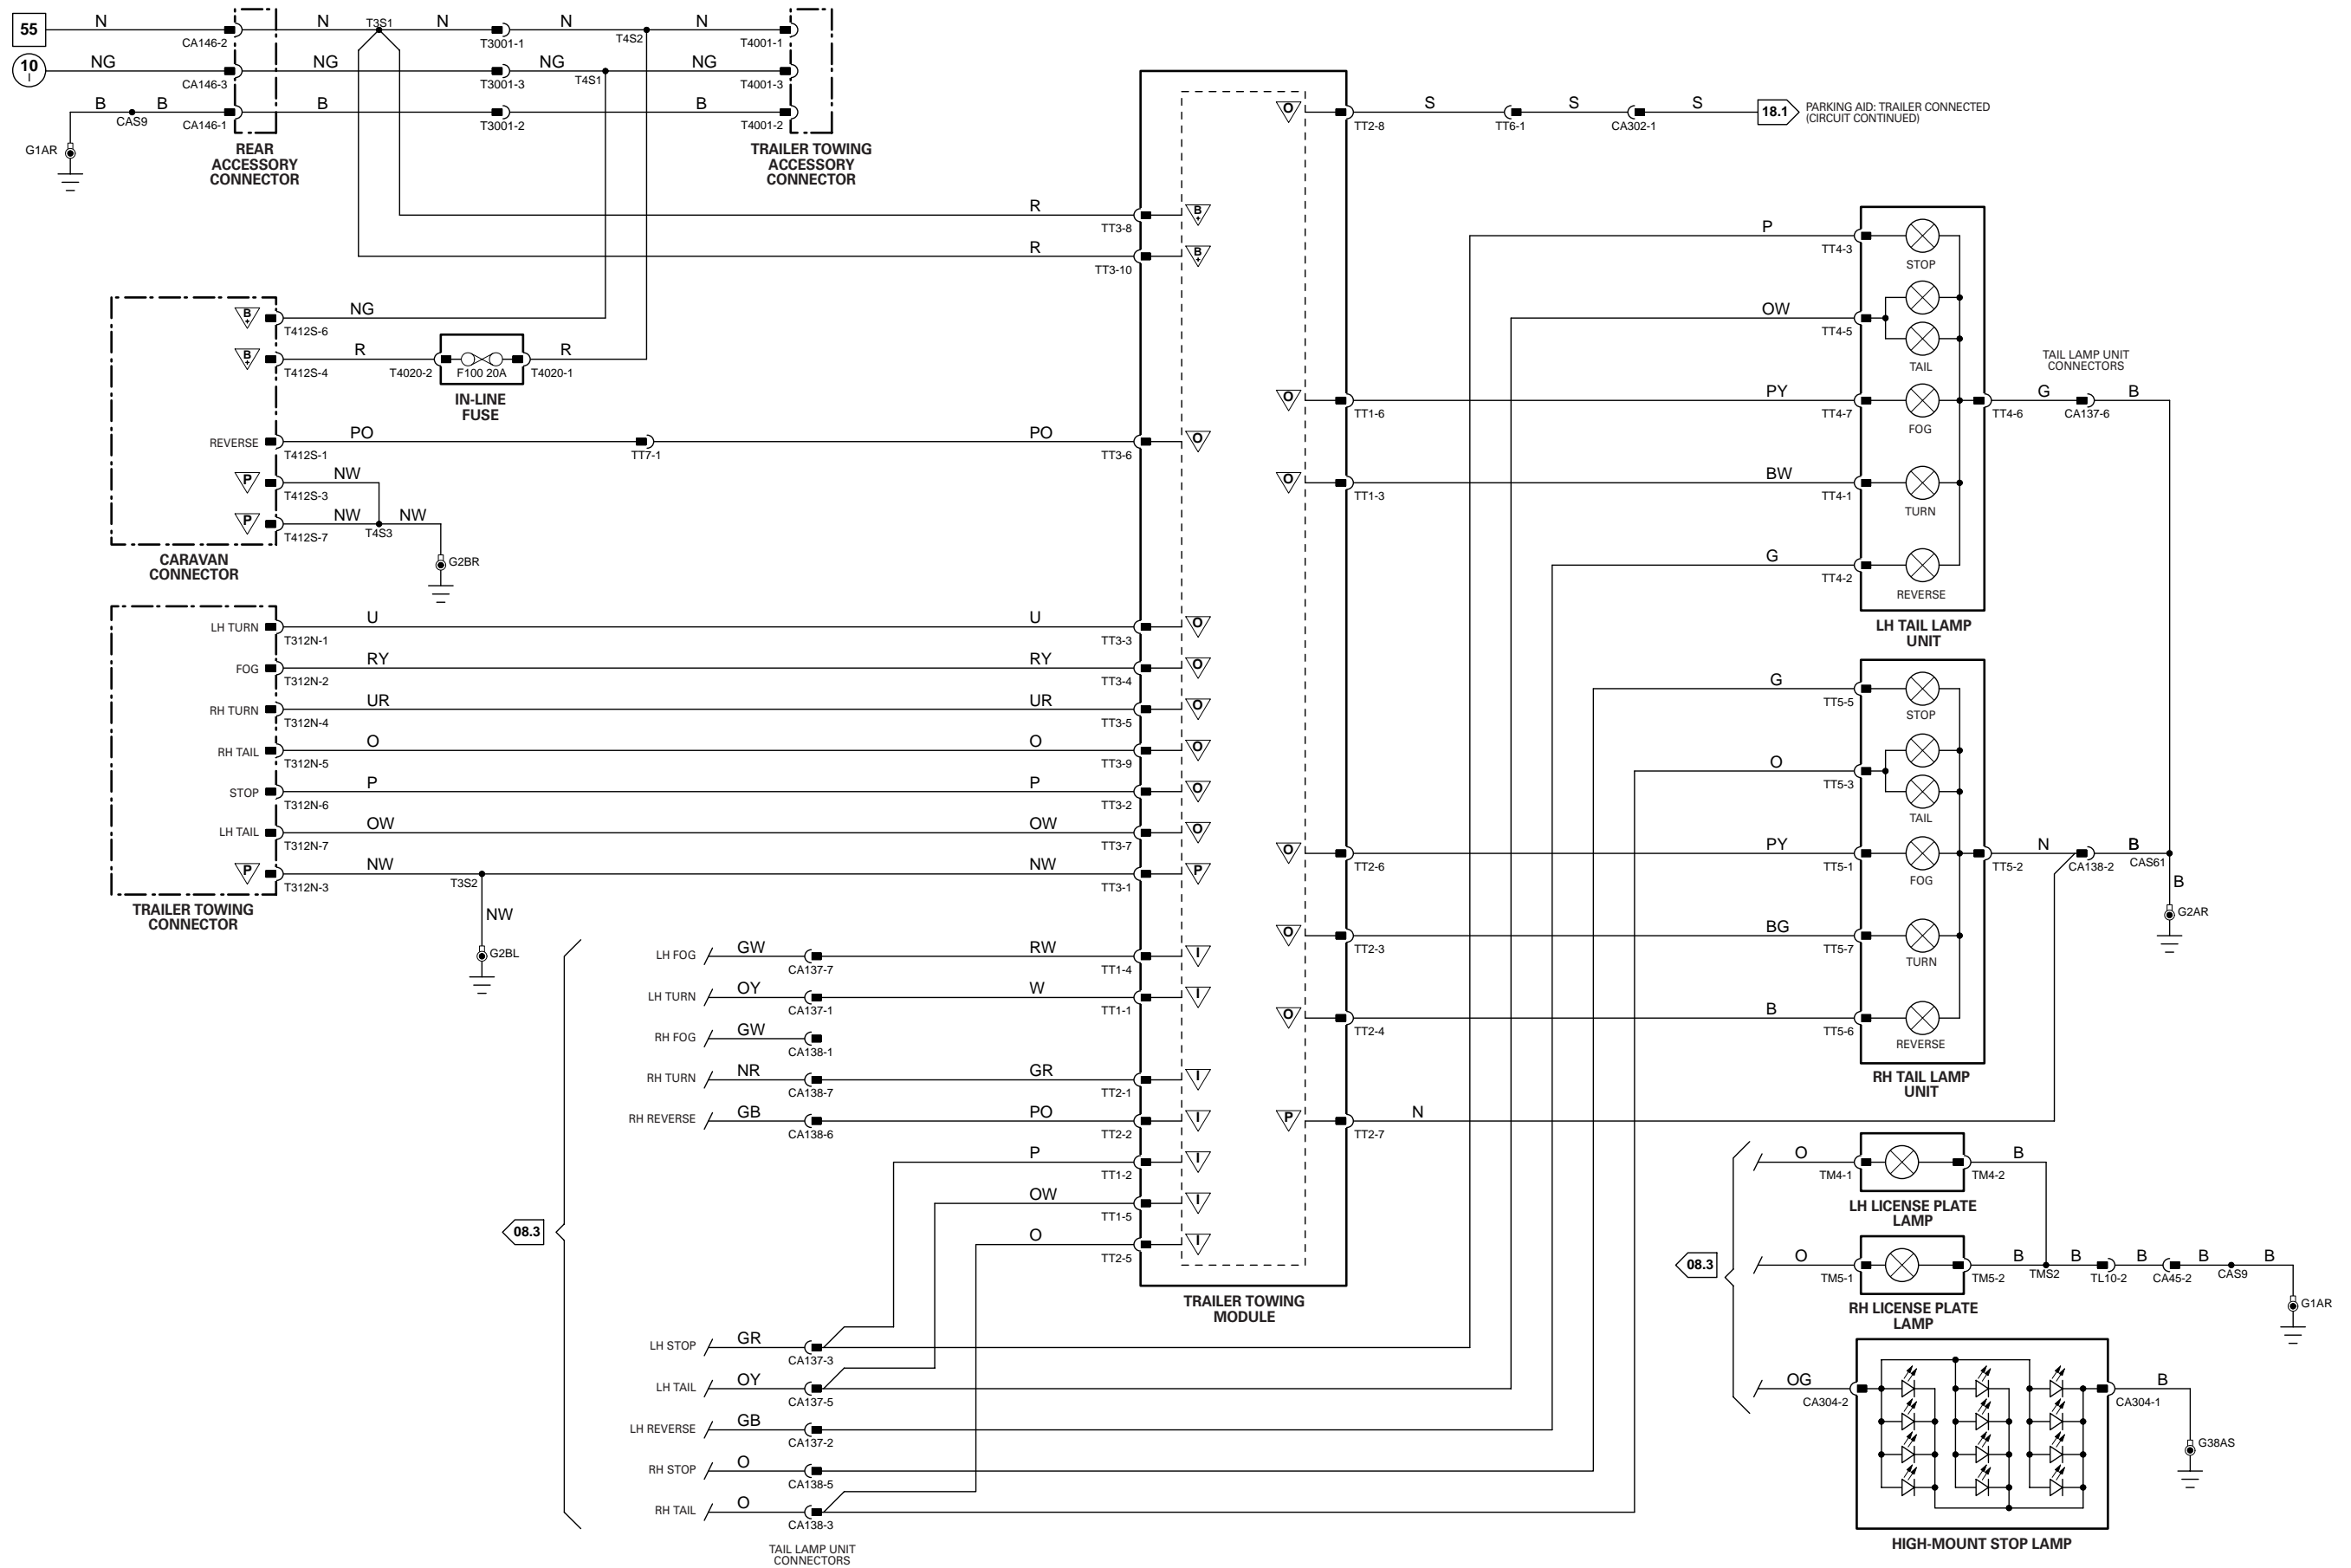 55
N
CA146-2
N
T3S1
N
T3001-1
N
T4S2
N
T4001-1
10
I
NG
CA146-3
NG
T3001-3
NG
T4S1
NG
T4001-3
B
CAS9
B
CA146-1
B
T3001-2
B
T4001-2
G1AR
REAR
ACCESSORY
CONNECTOR
TRAILER TOWING
ACCESSORY
CONNECTOR
R
TT3-8
B+
R
TT3-10
B+
B+
T412S-6
NG
B+
T412S-4
R
T4020-2
F100 20A
T4020-1
R
IN-LINE
FUSE
REVERSE
T412S-1
PO
TT7-1
PO
TT3-6
O
P
T412S-3
NW
P
T412S-7
NW
T4S3
NW
G2BR
CARAVAN
CONNECTOR
LH TURN
T312N-1
U
U
TT3-3
O
FOG
T312N-2
RY
RY
TT3-4
O
RH TURN
T312N-4
UR
UR
TT3-5
O
RH TAIL
T312N-5
O
O
TT3-9
O
STOP
T312N-6
P
P
TT3-2
O
LH TAIL
T312N-7
OW
OW
TT3-7
O
P
T312N-3
NW
T3S2
NW
TT3-1
P
NW
G2BL
TRAILER TOWING
CONNECTOR
08.3
LH FOG
GW
CA137-7
RW
TT1-4
I
LH TURN
OY
CA137-1
W
TT1-1
I
RH FOG
GW
CA138-1
RH TURN
NR
CA138-7
GR
TT2-1
I
RH REVERSE
GB
CA138-6
PO
TT2-2
I
P
TT1-2
I
OW
TT1-5
I
O
TT2-5
I
LH STOP
GR
CA137-3
LH TAIL
OY
CA137-5
LH REVERSE
GB
CA137-2
RH STOP
O
CA138-5
RH TAIL
O
CA138-3
TAIL LAMP UNIT
CONNECTORS
TRAILER TOWING
MODULE
O
TT2-8
S
TT6-1
S
CA302-1
S
18.1
PARKING AID: TRAILER CONNECTED
(CIRCUIT CONTINUED)
P
TT4-3
STOP
OW
TT4-5
TAIL
O
TT1-6
PY
TT4-7
FOG
TT4-6
G
TAIL LAMP UNIT
CONNECTORS
CA137-6
B
O
TT1-3
BW
TT4-1
TURN
G
TT4-2
REVERSE
LH TAIL LAMP
UNIT
G
TT5-5
STOP
O
TT5-3
TAIL
O
TT2-6
PY
TT5-1
FOG
TT5-2
N
CA138-2
B
CAS61
B
G2AR
O
TT2-3
BG
TT5-7
TURN
O
TT2-4
B
TT5-6
REVERSE
RH TAIL LAMP
UNIT
P
TT2-7
N
08.3
O
TM4-1
TM4-2
B
LH LICENSE PLATE
LAMP
O
TM5-1
TM5-2
B
TMS2
B
TL10-2
B
CA45-2
B
CAS9
B
G1AR
RH LICENSE PLATE
LAMP
OG
CA304-2
CA304-1
B
G38AS
HIGH-MOUNT STOP LAMP